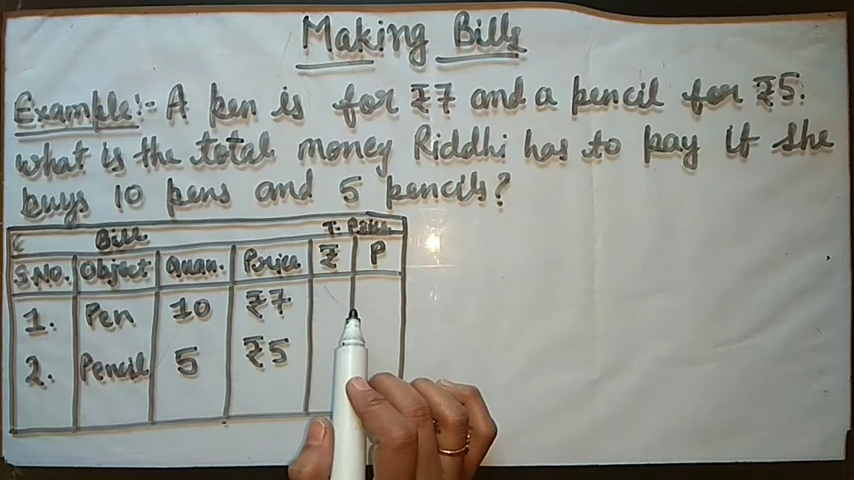 Making Bills
Example:- A pen is for ₹7 and a pencil for ₹5.
what is the total money Riddhi has to pay if she
buys 10 pens and 5 pencils?
Bill T. Price
S.No. Object Quan. Price ₹ P
1. Pen 10 ₹7
2. Pencil 5 ₹5